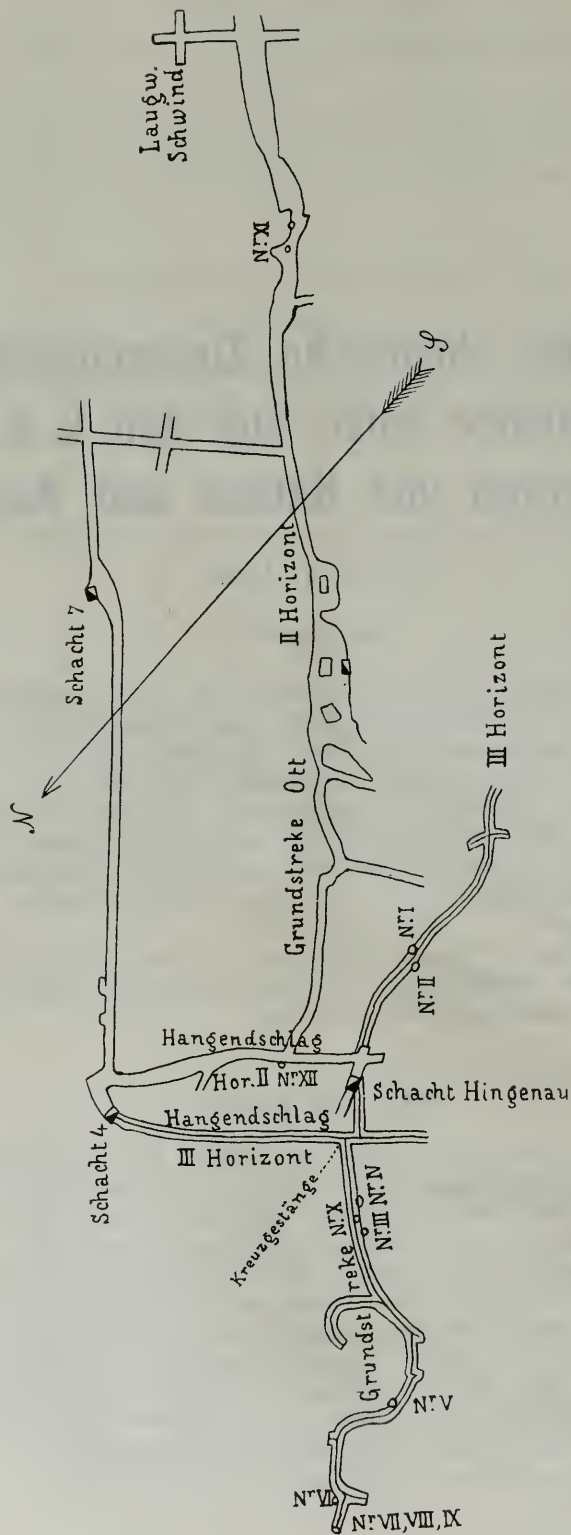 Laugw.
Schwind
Nr XI
S
II Horizont
Schacht 7
N
III Horizont
Grundstreke Ott
Nr I
Nr II
Hangendschlag
Hor. II Nr XII
Schacht Hingenau
Hangendschlag
III Horizont
Schacht 4
Kreuzgestänge
Nr IV
Nr III
Nr X
Grundstreke
Nr V
Nr VI
Nr VII, VIII, IX